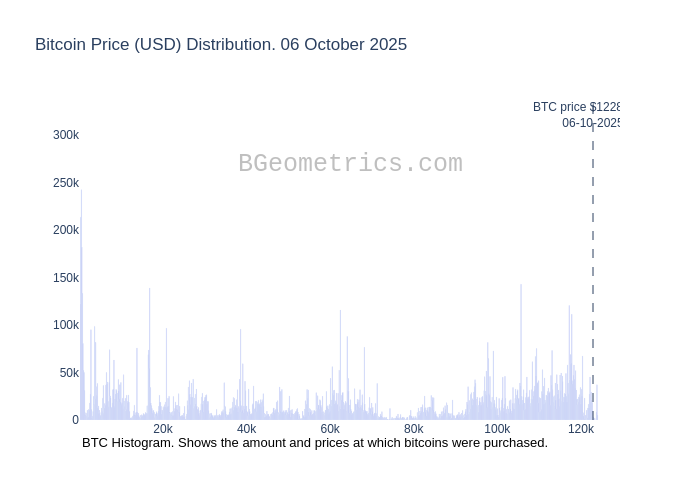 Bitcoin Price (USD) Distribution. 06 October 2025
BTC price $1228
06-10-2025
300k
BGeometrics.com
250k
200k
150k
100k
50k
0
20k 40k 60k 80k 100k 120k
BTC Histogram. Shows the amount and prices at which bitcoins were purchased.